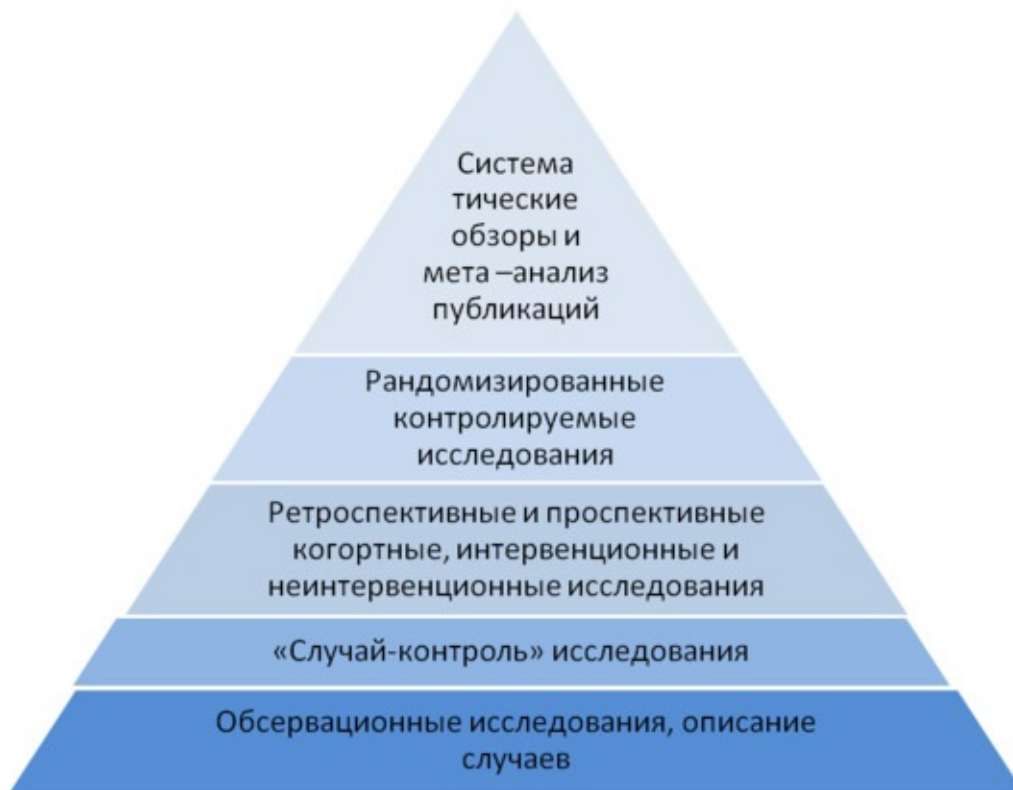 Система
тические
обзоры и
мета –анализ
публикаций
Рандомизированные
контролируемые
исследования
Ретроспективные и проспективные
когортные, интервенционные и
неинтервенционные исследования
«Случай-контроль» исследования
Обсервационные исследования, описание
случаев